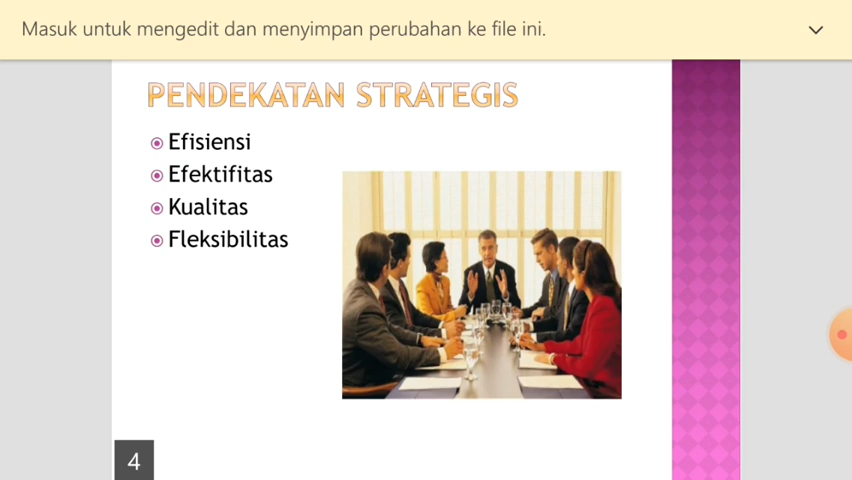 Masuk untuk mengedit dan menyimpan perubahan ke file ini.
PENDEKATAN STRATEGIS
Efisiensi
Efektifitas
Kualitas
Fleksibilitas
4